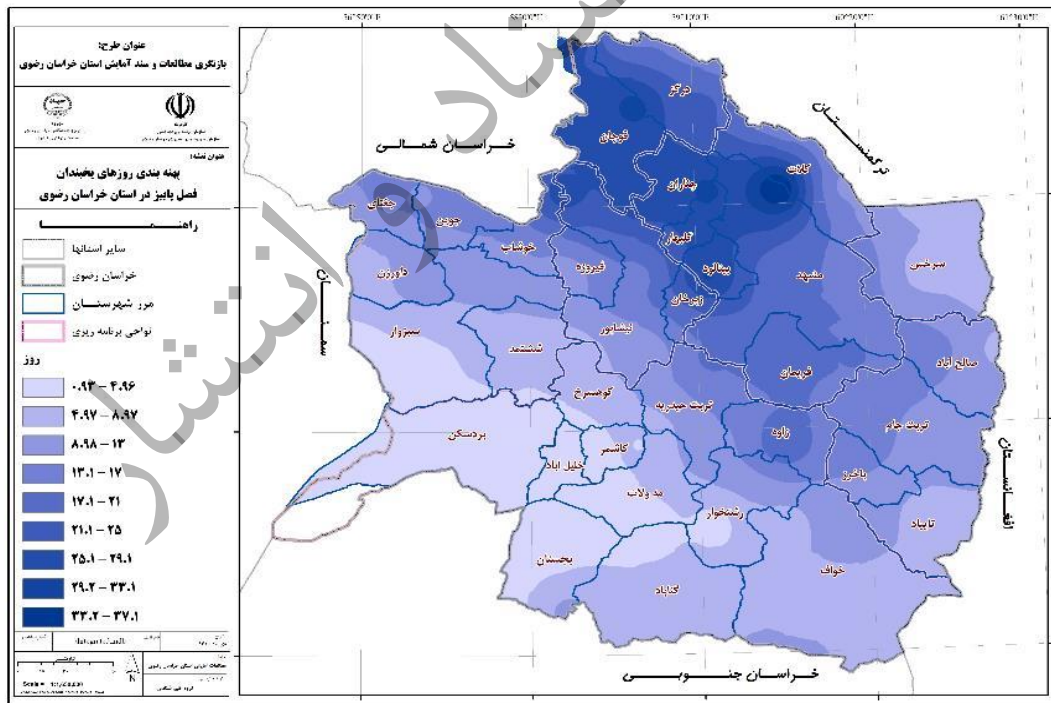 عنوان طرح:
بازنگری مطالعات و سند آمایش استان خراسان رضوی
عنوان نقشه:
پهنه بندی روزهای یخبندان
فصل پاییز در استان خراسان رضوی
راهنمــــــــا
سایر استانها
خراسان رضوی
مرز شهرستــان
نواحی برنامه ریزی
روز
۰.۹۳ – ۴.۹۶
۴.۹۷ – ۸.۹۷
۸.۹۸ – ۱۳
۱۳.۱ – ۱۷
۱۷.۱ – ۲۱
۲۱.۱ – ۲۵
۲۵.۱ – ۲۹.۱
۲۹.۲ – ۳۳.۱
۳۳.۲ – ۳۷.۱
N
خراسان شمالی
ترکمنستان
سمنان
افغانستان
خراسان جنوبی
درگز
قوچان
کلات
چناران
جغتای
جوین
خوشاب
گلبهار
فیروزه
بینالود
مشهد
سرخس
داورزن
زبرخان
سبزوار
نیشابور
ششتمد
فریمان
صالح آباد
کوهسرخ
تربت حیدریه
تربت جام
بردسکن
کاشمر
زاوه
خلیل آباد
باخرز
مه ولات
رشتخوار
تایباد
بجستان
گناباد
خواف
اسناد و انتشار